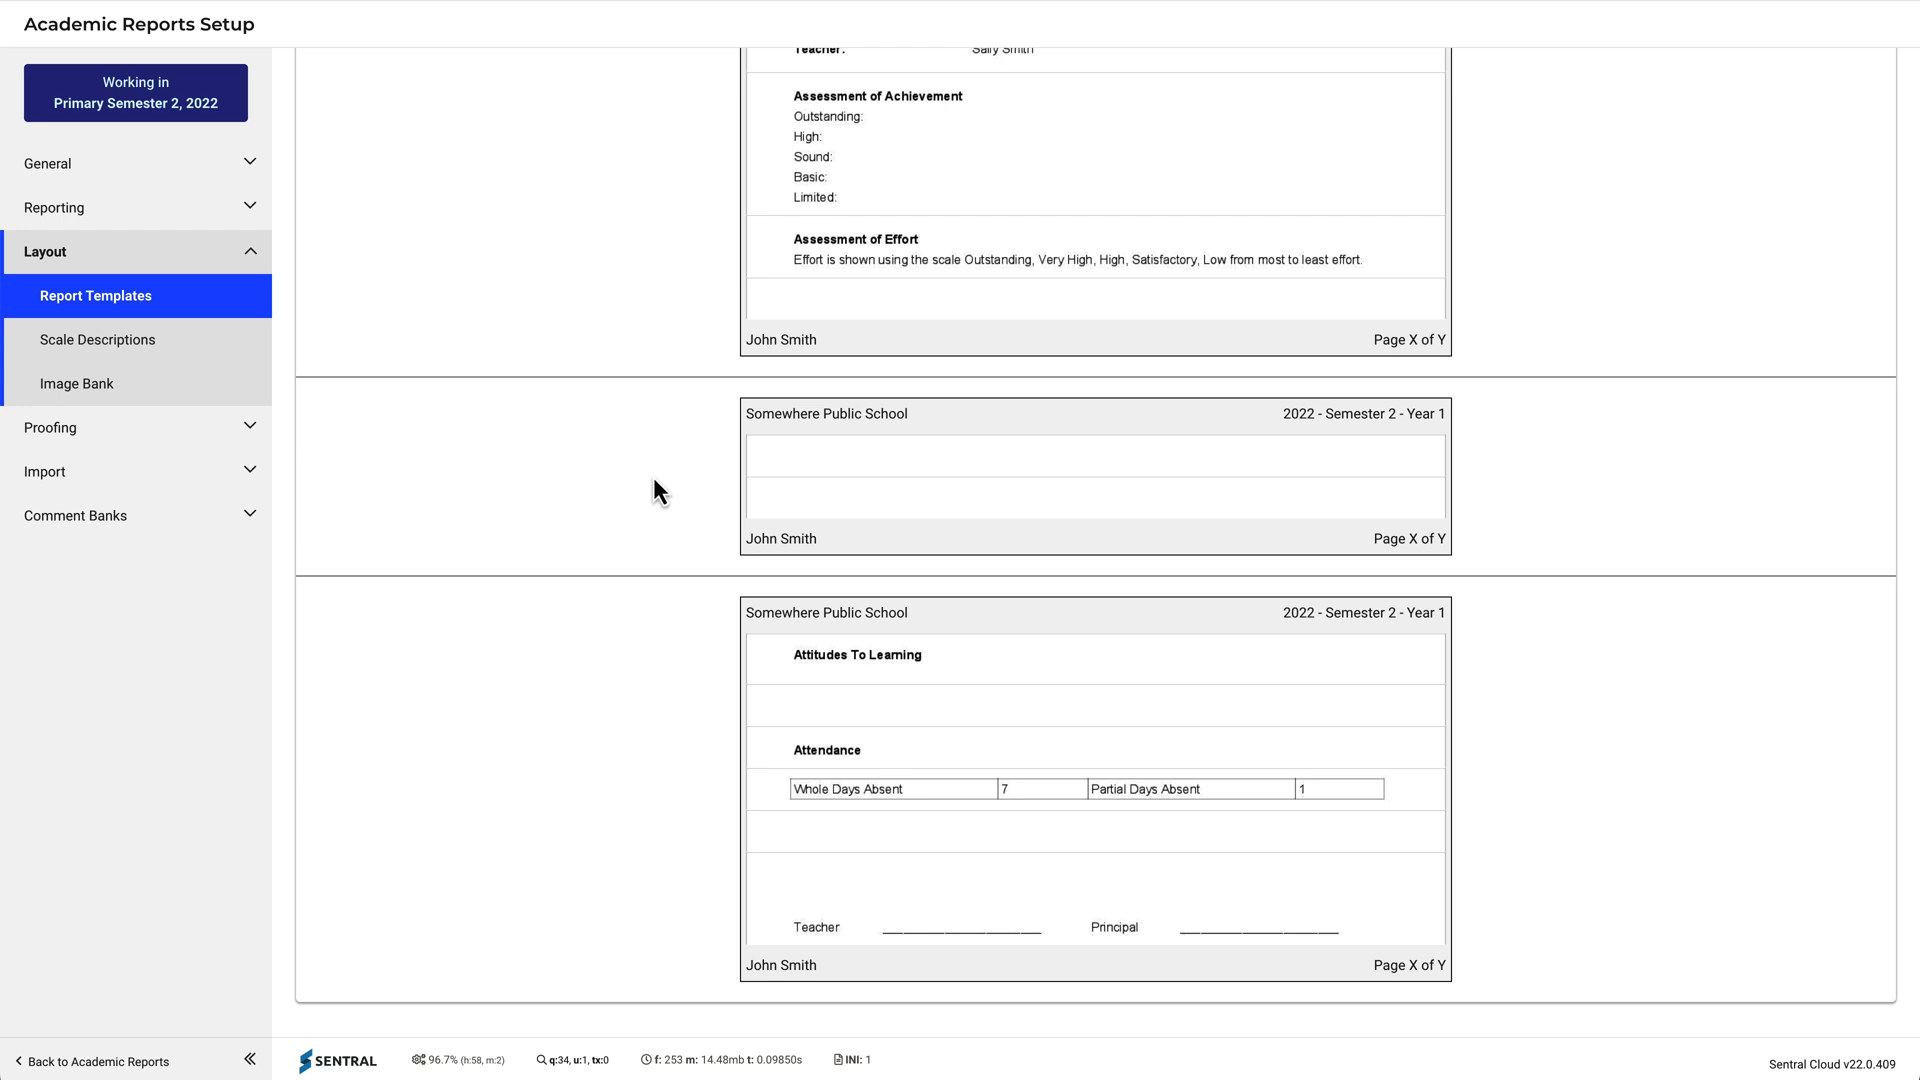 Academic Reports Setup
Working in
Primary Semester 2, 2022
General
Reporting
Layout
Report Templates
Scale Descriptions
Image Bank
Proofing
Import
Comment Banks
Back to Academic Reports
Teacher: Sally Smith
Assessment of Achievement
Outstanding:
High:
Sound:
Basic:
Limited:
Assessment of Effort
Effort is shown using the scale Outstanding, Very High, High, Satisfactory, Low from most to least effort.
John Smith Page X of Y
Somewhere Public School 2022 - Semester 2 - Year 1
John Smith Page X of Y
Somewhere Public School 2022 - Semester 2 - Year 1
Attitudes To Learning
Attendance
Whole Days Absent 7 Partial Days Absent 1
Teacher ____________________ Principal ____________________
John Smith Page X of Y
SENTRAL 96.7% (h:58, m:2) q:34, u:1, tx:0 f: 253 m: 14.48mb t: 0.09850s INI: 1 Sentral Cloud v22.0.409